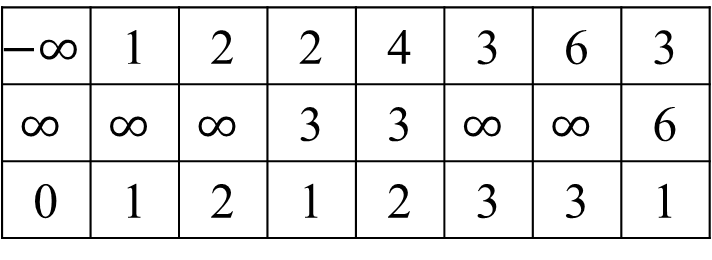 −∞ 1 2 2 4 3 6 3
∞ ∞ ∞ 3 3 ∞ ∞ 6
0 1 2 1 2 3 3 1